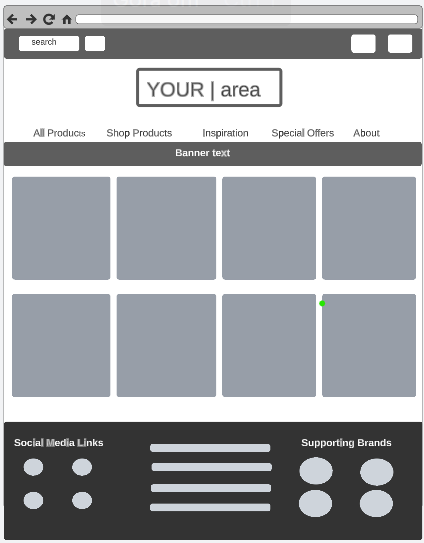 search
YOUR | area
All Products Shop Products Inspiration Special Offers About
Banner text
Social Media Links
Supporting Brands